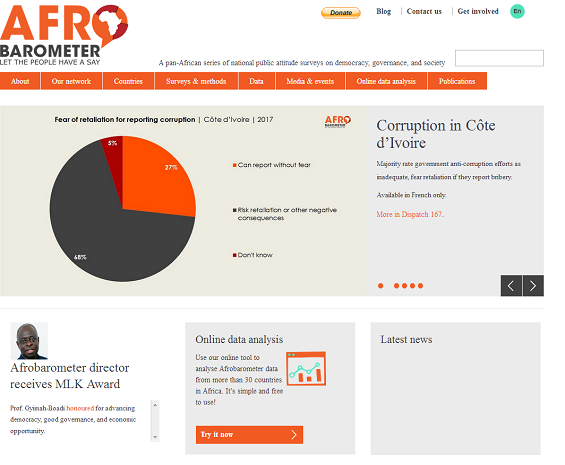 AFRO
BAROMETER
LET THE PEOPLE HAVE A SAY
Donate
Blog
Contact us
Get involved
En
A pan-African series of national public attitude surveys on democracy, governance, and society
About
Our network
Countries
Surveys & methods
Data
Media & events
Online data analysis
Publications
Fear of retaliation for reporting corruption | Côte d'Ivoire | 2017
AFRO
BAROMETER
5%
27%
68%
Can report without fear
Risk retaliation or other negative
consequences
Don't know
Corruption in Côte
d’Ivoire
Majority rate government anti-corruption efforts as
inadequate, fear retaliation if they report bribery.
Available in French only.
More in Dispatch 167.
Afrobarometer director
receives MLK Award
Prof. Gyimah-Boadi honoured for advancing
democracy, good governance, and economic
opportunity.
Online data analysis
Use our online tool to
analyse Afrobarometer data
from more than 30 countries
in Africa. It's simple and free
to use!
Try it now
Latest news